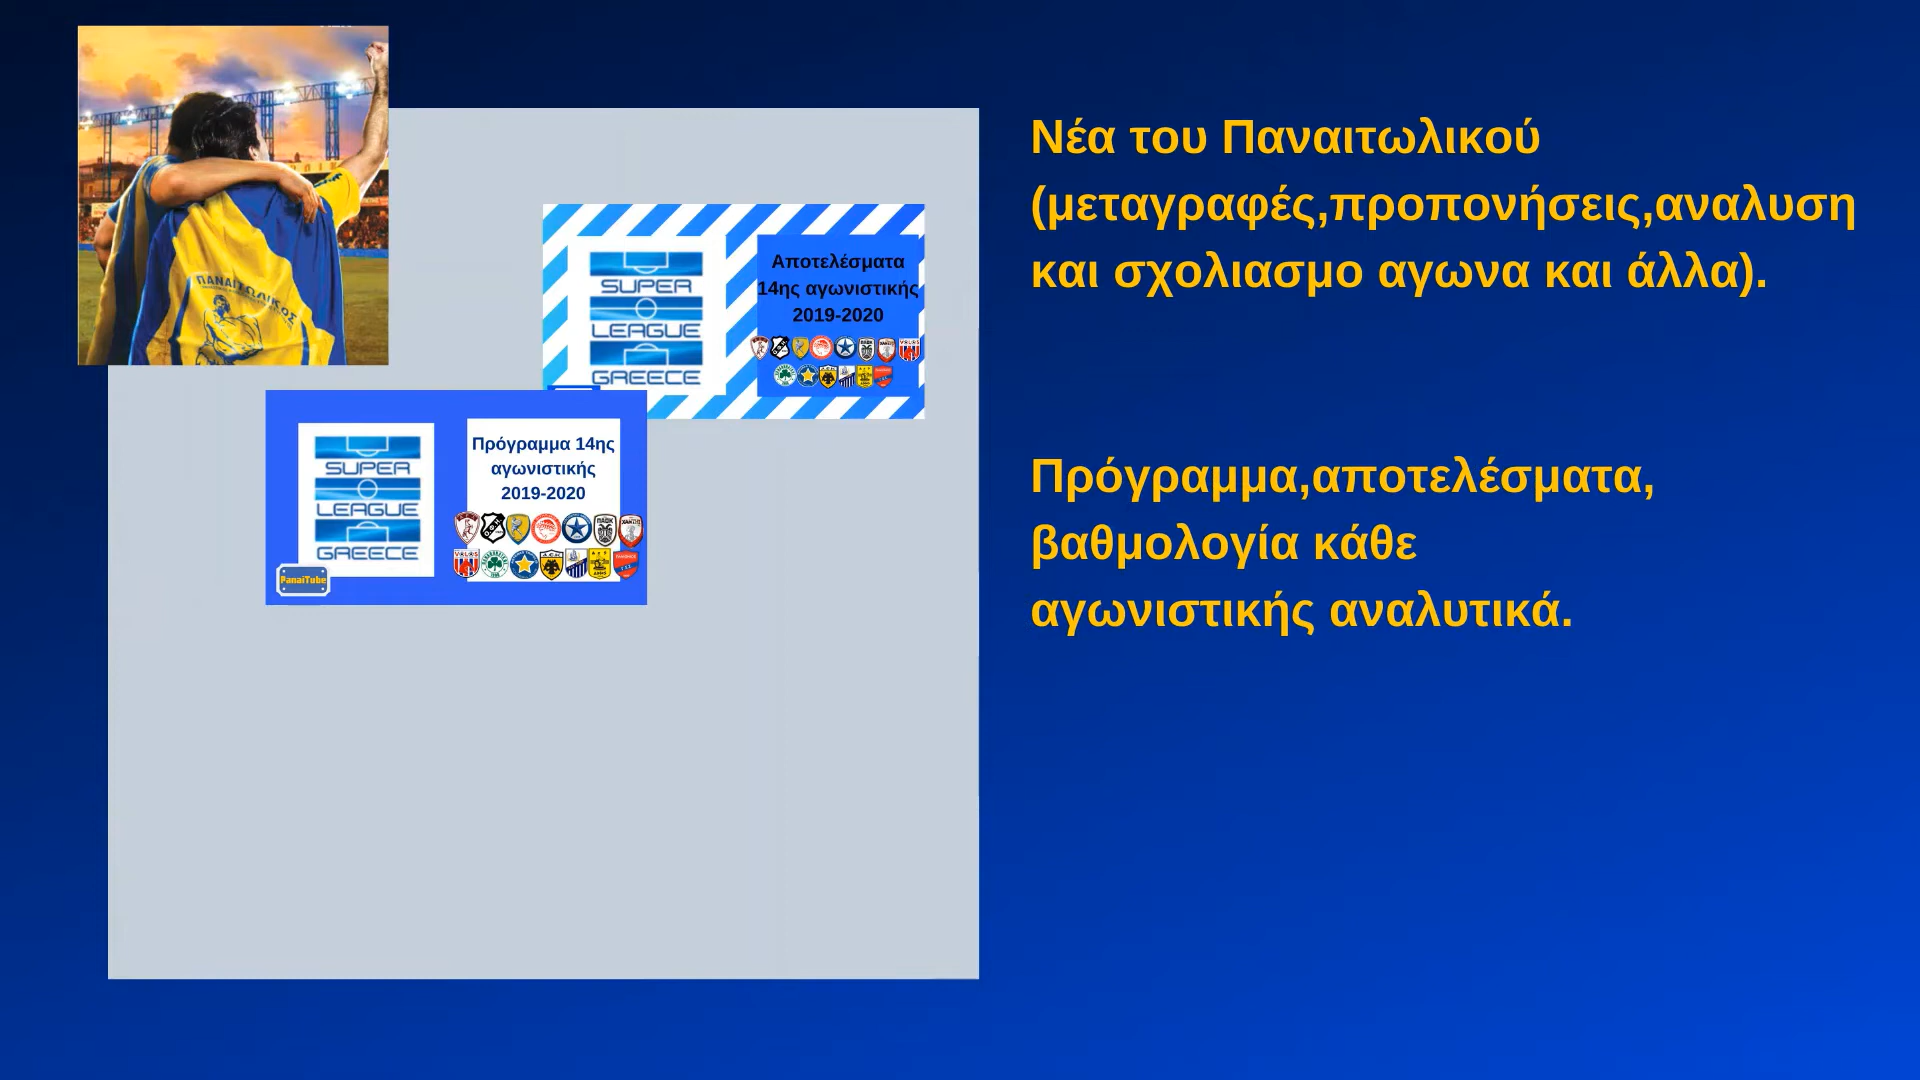 ΠΑΝΑΙΤΩΛΙΚΟΣ
Αποτελέσματα
14ης αγωνιστικής
2019-2020
SUPER
LEAGUE
GREECE
Πρόγραμμα 14ης
αγωνιστικής
2019-2020
SUPER
LEAGUE
GREECE
PanaiTube
Νέα του Παναιτωλικού
(μεταγραφές,προπονήσεις,αναλυση
και σχολιασμο αγωνα και άλλα).
Πρόγραμμα,αποτελέσματα,
βαθμολογία κάθε
αγωνιστικής αναλυτικά.